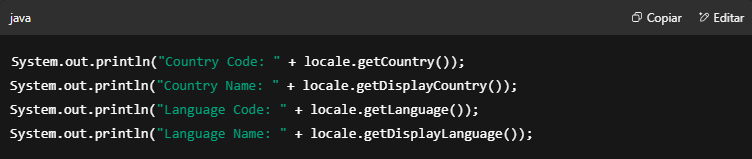 java Copiar Editar
System.out.println("Country Code: " + locale.getCountry());
System.out.println("Country Name: " + locale.getDisplayCountry());
System.out.println("Language Code: " + locale.getLanguage());
System.out.println("Language Name: " + locale.getDisplayLanguage());